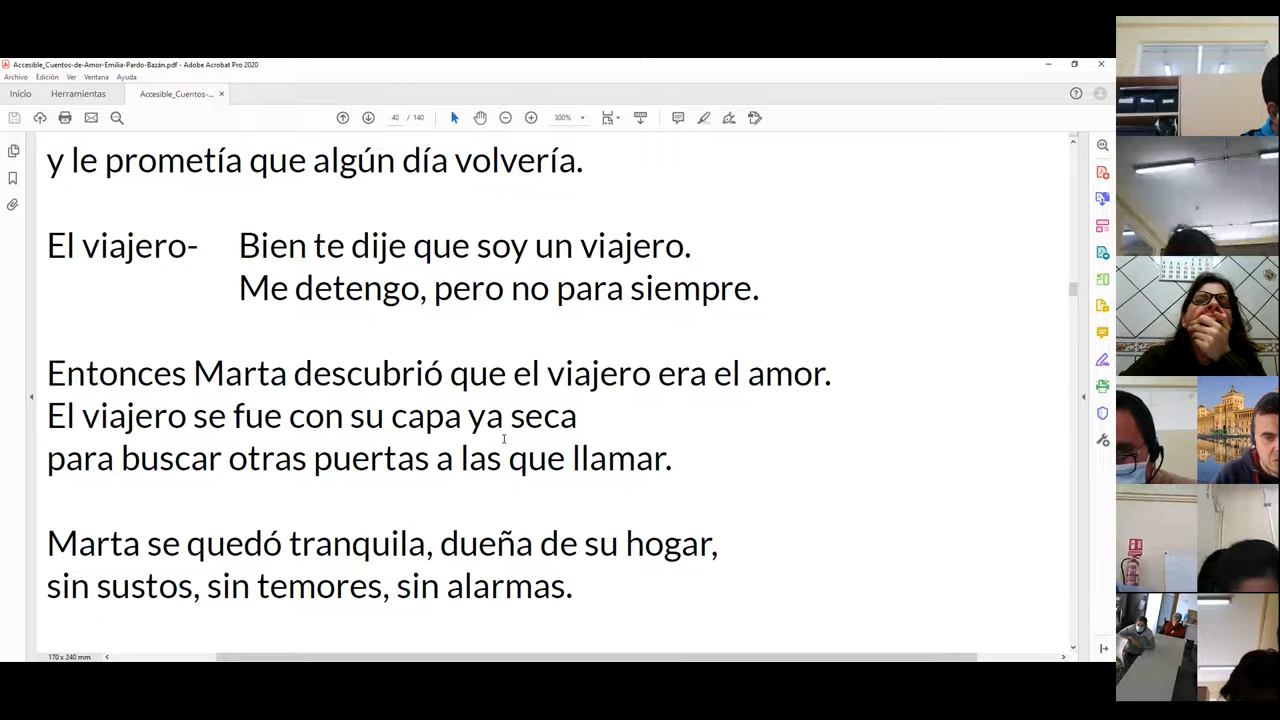 Accesible_Cuentos-de-Amor-Emilia-Pardo-Bazán.pdf - Adobe Acrobat Pro 2020
Archivo Edición Ver Ventana Ayuda
Inicio Herramientas Accesible_Cuentos-... ×
40 / 140 300%
y le prometía que algún día volvería.
El viajero- Bien te dije que soy un viajero.
Me detengo, pero no para siempre.
Entonces Marta descubrió que el viajero era el amor.
El viajero se fue con su capa ya seca
para buscar otras puertas a las que llamar.
Marta se quedó tranquila, dueña de su hogar,
sin sustos, sin temores, sin alarmas.
170 x 240 mm